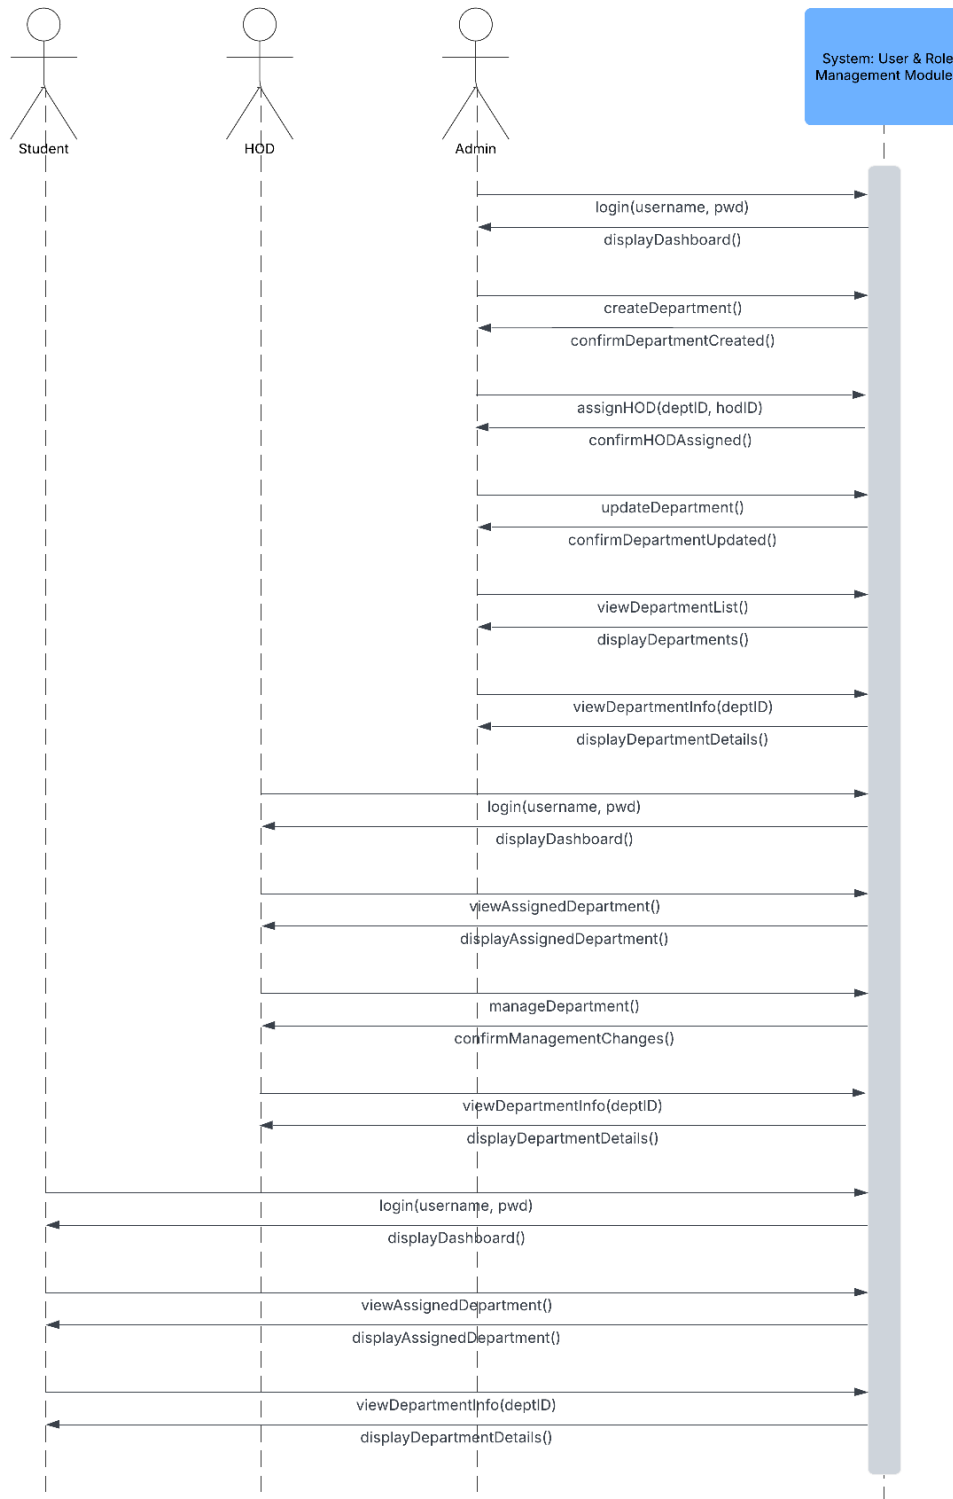 System: User & Role
Management Module
Student
HOD
Admin
login(username, pwd)
displayDashboard()
createDepartment()
confirmDepartmentCreated()
assignHOD(deptID, hodID)
confirmHODAssigned()
updateDepartment()
confirmDepartmentUpdated()
viewDepartmentList()
displayDepartments()
viewDepartmentInfo(deptID)
displayDepartmentDetails()
login(username, pwd)
displayDashboard()
viewAssignedDepartment()
displayAssignedDepartment()
manageDepartment()
confirmManagementChanges()
viewDepartmentInfo(deptID)
displayDepartmentDetails()
login(username, pwd)
displayDashboard()
viewAssignedDepartment()
displayAssignedDepartment()
viewDepartmentInfo(deptID)
displayDepartmentDetails()